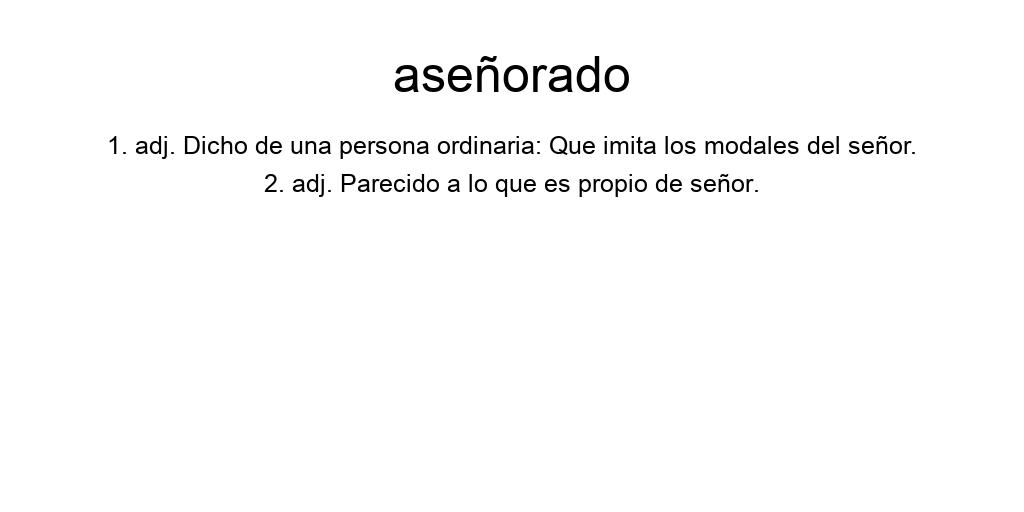 aseñorado
1. adj. Dicho de una persona ordinaria: Que imita los modales del señor.
2. adj. Parecido a lo que es propio de señor.